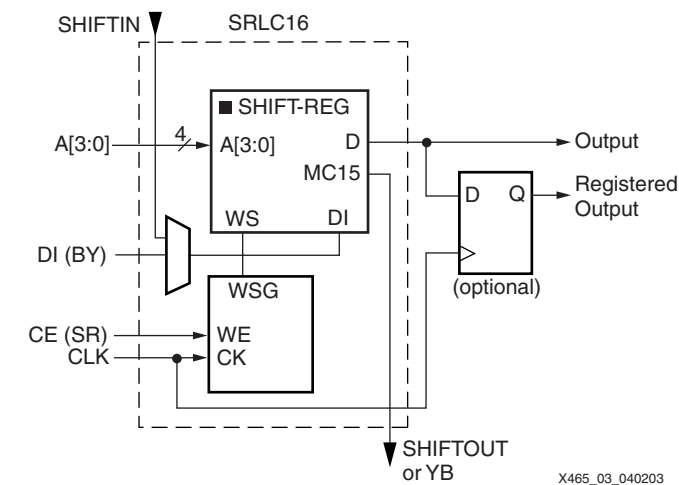 SHIFTIN
SRLC16
SHIFT-REG
A[3:0]
4
A[3:0]
D
Output
MC15
Registered
Output
D
Q
WS
DI
DI (BY)
WSG
(optional)
CE (SR)
WE
CLK
CK
SHIFTOUT
or YB
X465_03_040203